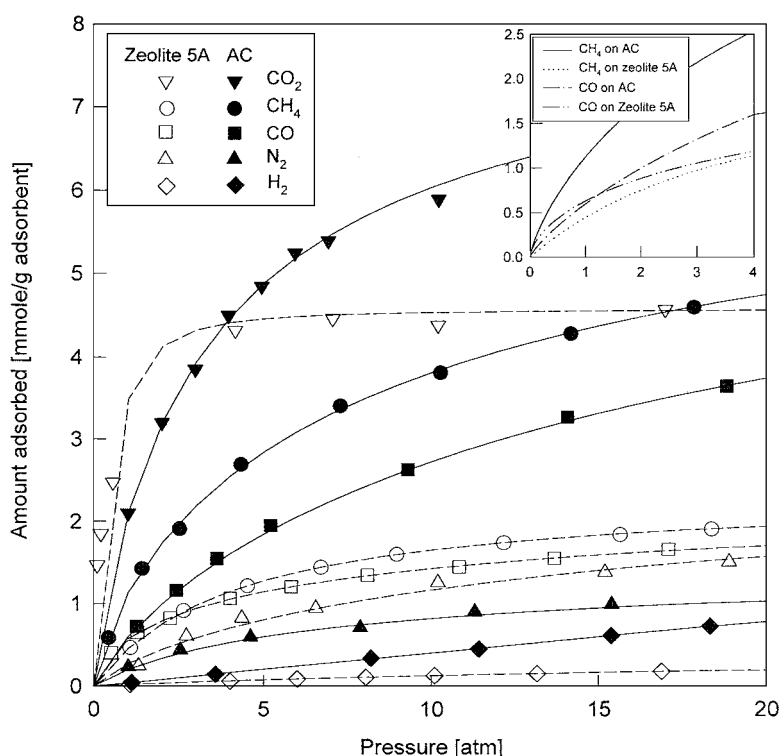 Amount adsorbed [mmole/g adsorbent]
8
7
6
5
4
3
2
1
0
Zeolite 5A AC
CO2
CH4
CO
N2
H2
2.5
2.0
1.5
1.0
0.5
0.0
CH4 on AC
CH4 on zeolite 5A
CO on AC
CO on Zeolite 5A
0 1 2 3 4
0 5 10 15 20
Pressure [atm]